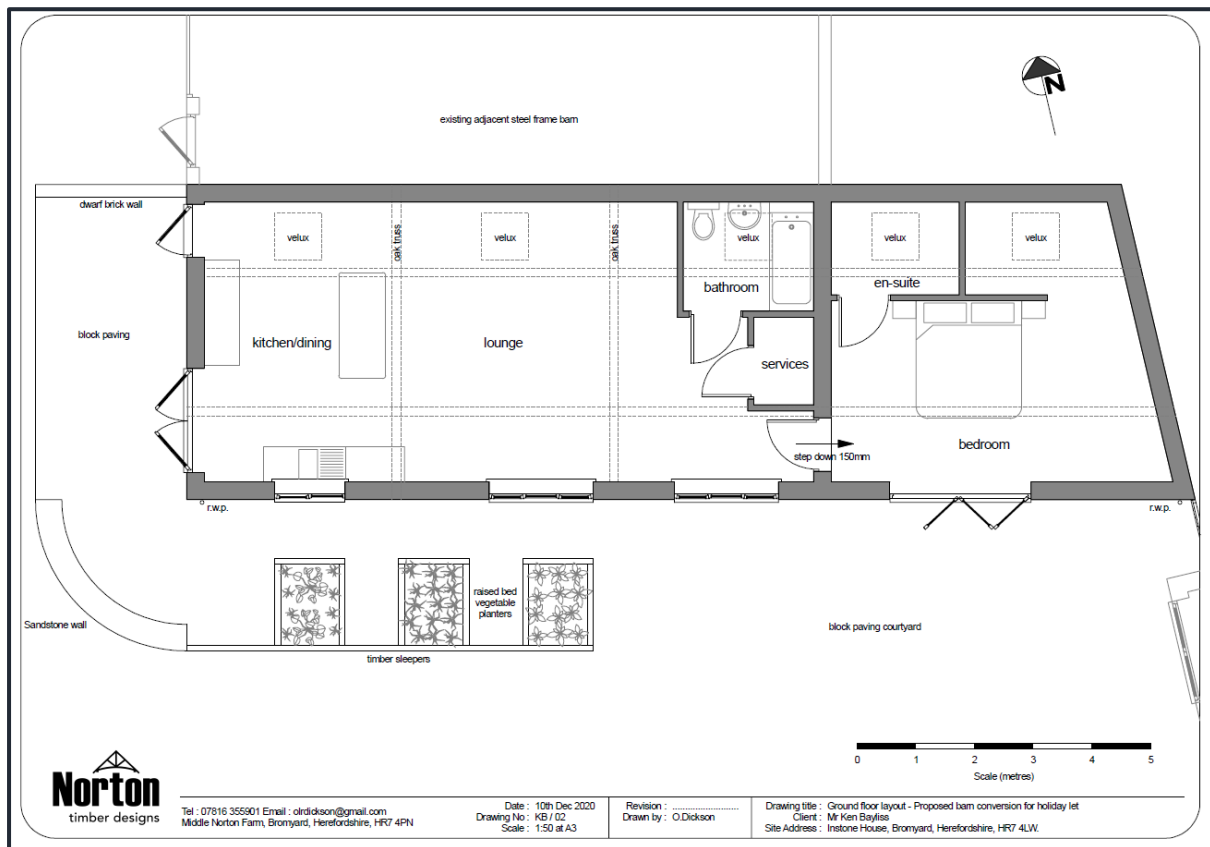 existing adjacent steel frame barn
N
dwarf brick wall
velux
velux
velux
velux
velux
oak truss
oak truss
bathroom
en-suite
block paving
kitchen/dining
lounge
services
bedroom
step down 150mm
r.w.p.
r.w.p.
raised bed
vegetable
planters
Sandstone wall
block paving courtyard
timber sleepers
0 1 2 3 4 5
Scale (metres)
Norton
timber designs
Tel : 07816 355901 Email : olrdickson@gmail.com
Middle Norton Farm, Bromyard, Herefordshire, HR7 4PN
Date : 10th Dec 2020
Drawing No : KB / 02
Scale : 1:50 at A3
Revision : ........................
Drawn by : O.Dickson
Drawing title : Ground floor layout - Proposed barn conversion for holiday let
Client : Mr Ken Bayliss
Site Address : Instone House, Bromyard, Herefordshire, HR7 4LW.